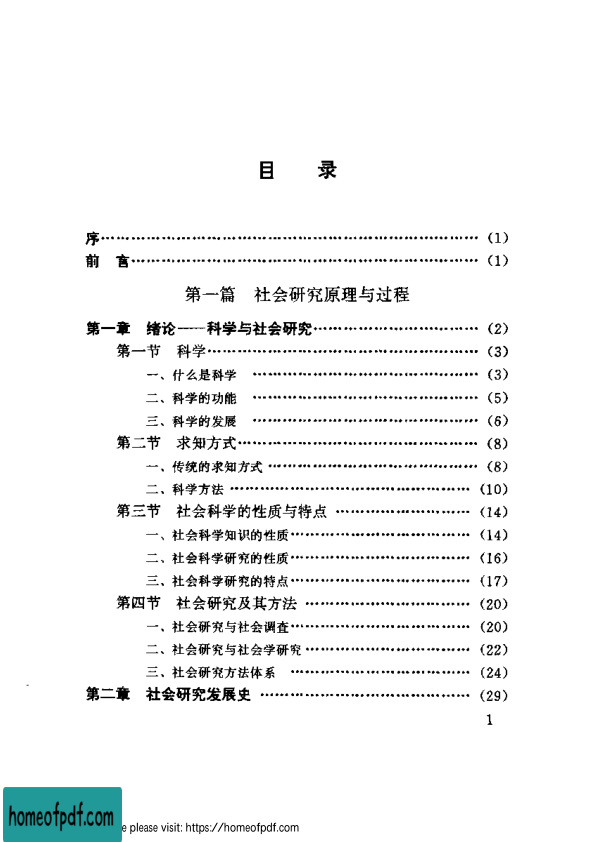 目 录
序……………………………………………………(1)
前 言……………………………………………………(1)
第一篇 社会研究原理与过程
第一章 绪论——科学与社会研究……………………(2)
第一节 科学……………………………………(3)
一、什么是科学 ……………………………(3)
二、科学的功能 ……………………………(5)
三、科学的发展 ……………………………(6)
第二节 求知方式………………………………(8)
一、传统的求知方式…………………………(8)
二、科学方法………………………………(10)
第三节 社会科学的性质与特点 ………………(14)
一、社会科学知识的性质……………………(14)
二、社会科学研究的性质……………………(16)
三、社会科学研究的特点……………………(17)
第四节 社会研究及其方法 ……………………(20)
一、社会研究与社会调查……………………(20)
二、社会研究与社会学研究…………………(22)
三、社会研究方法体系 ……………………(24)
第二章 社会研究发展史 …………………………(29)
1
homeofpdf.com
e please visit: https://homeofpdf.com